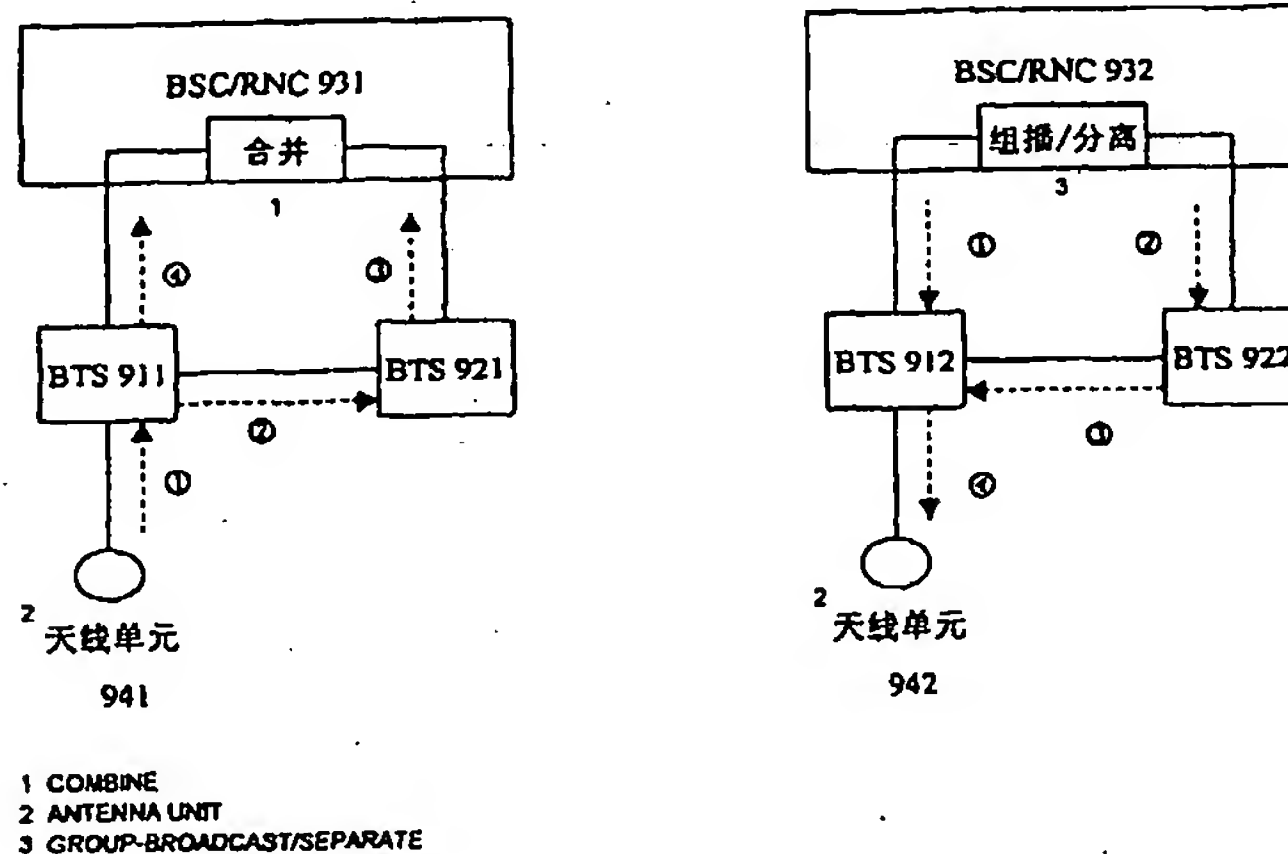 BSC/RNC 931
合并
1
④
③
BTS 911
BTS 921
②
①
2
天线单元
941
BSC/RNC 932
组播/分离
3
①
②
BTS 912
BTS 922
③
④
2
天线单元
942
1 COMBINE
2 ANTENNA UNIT
3 GROUP-BROADCAST/SEPARATE